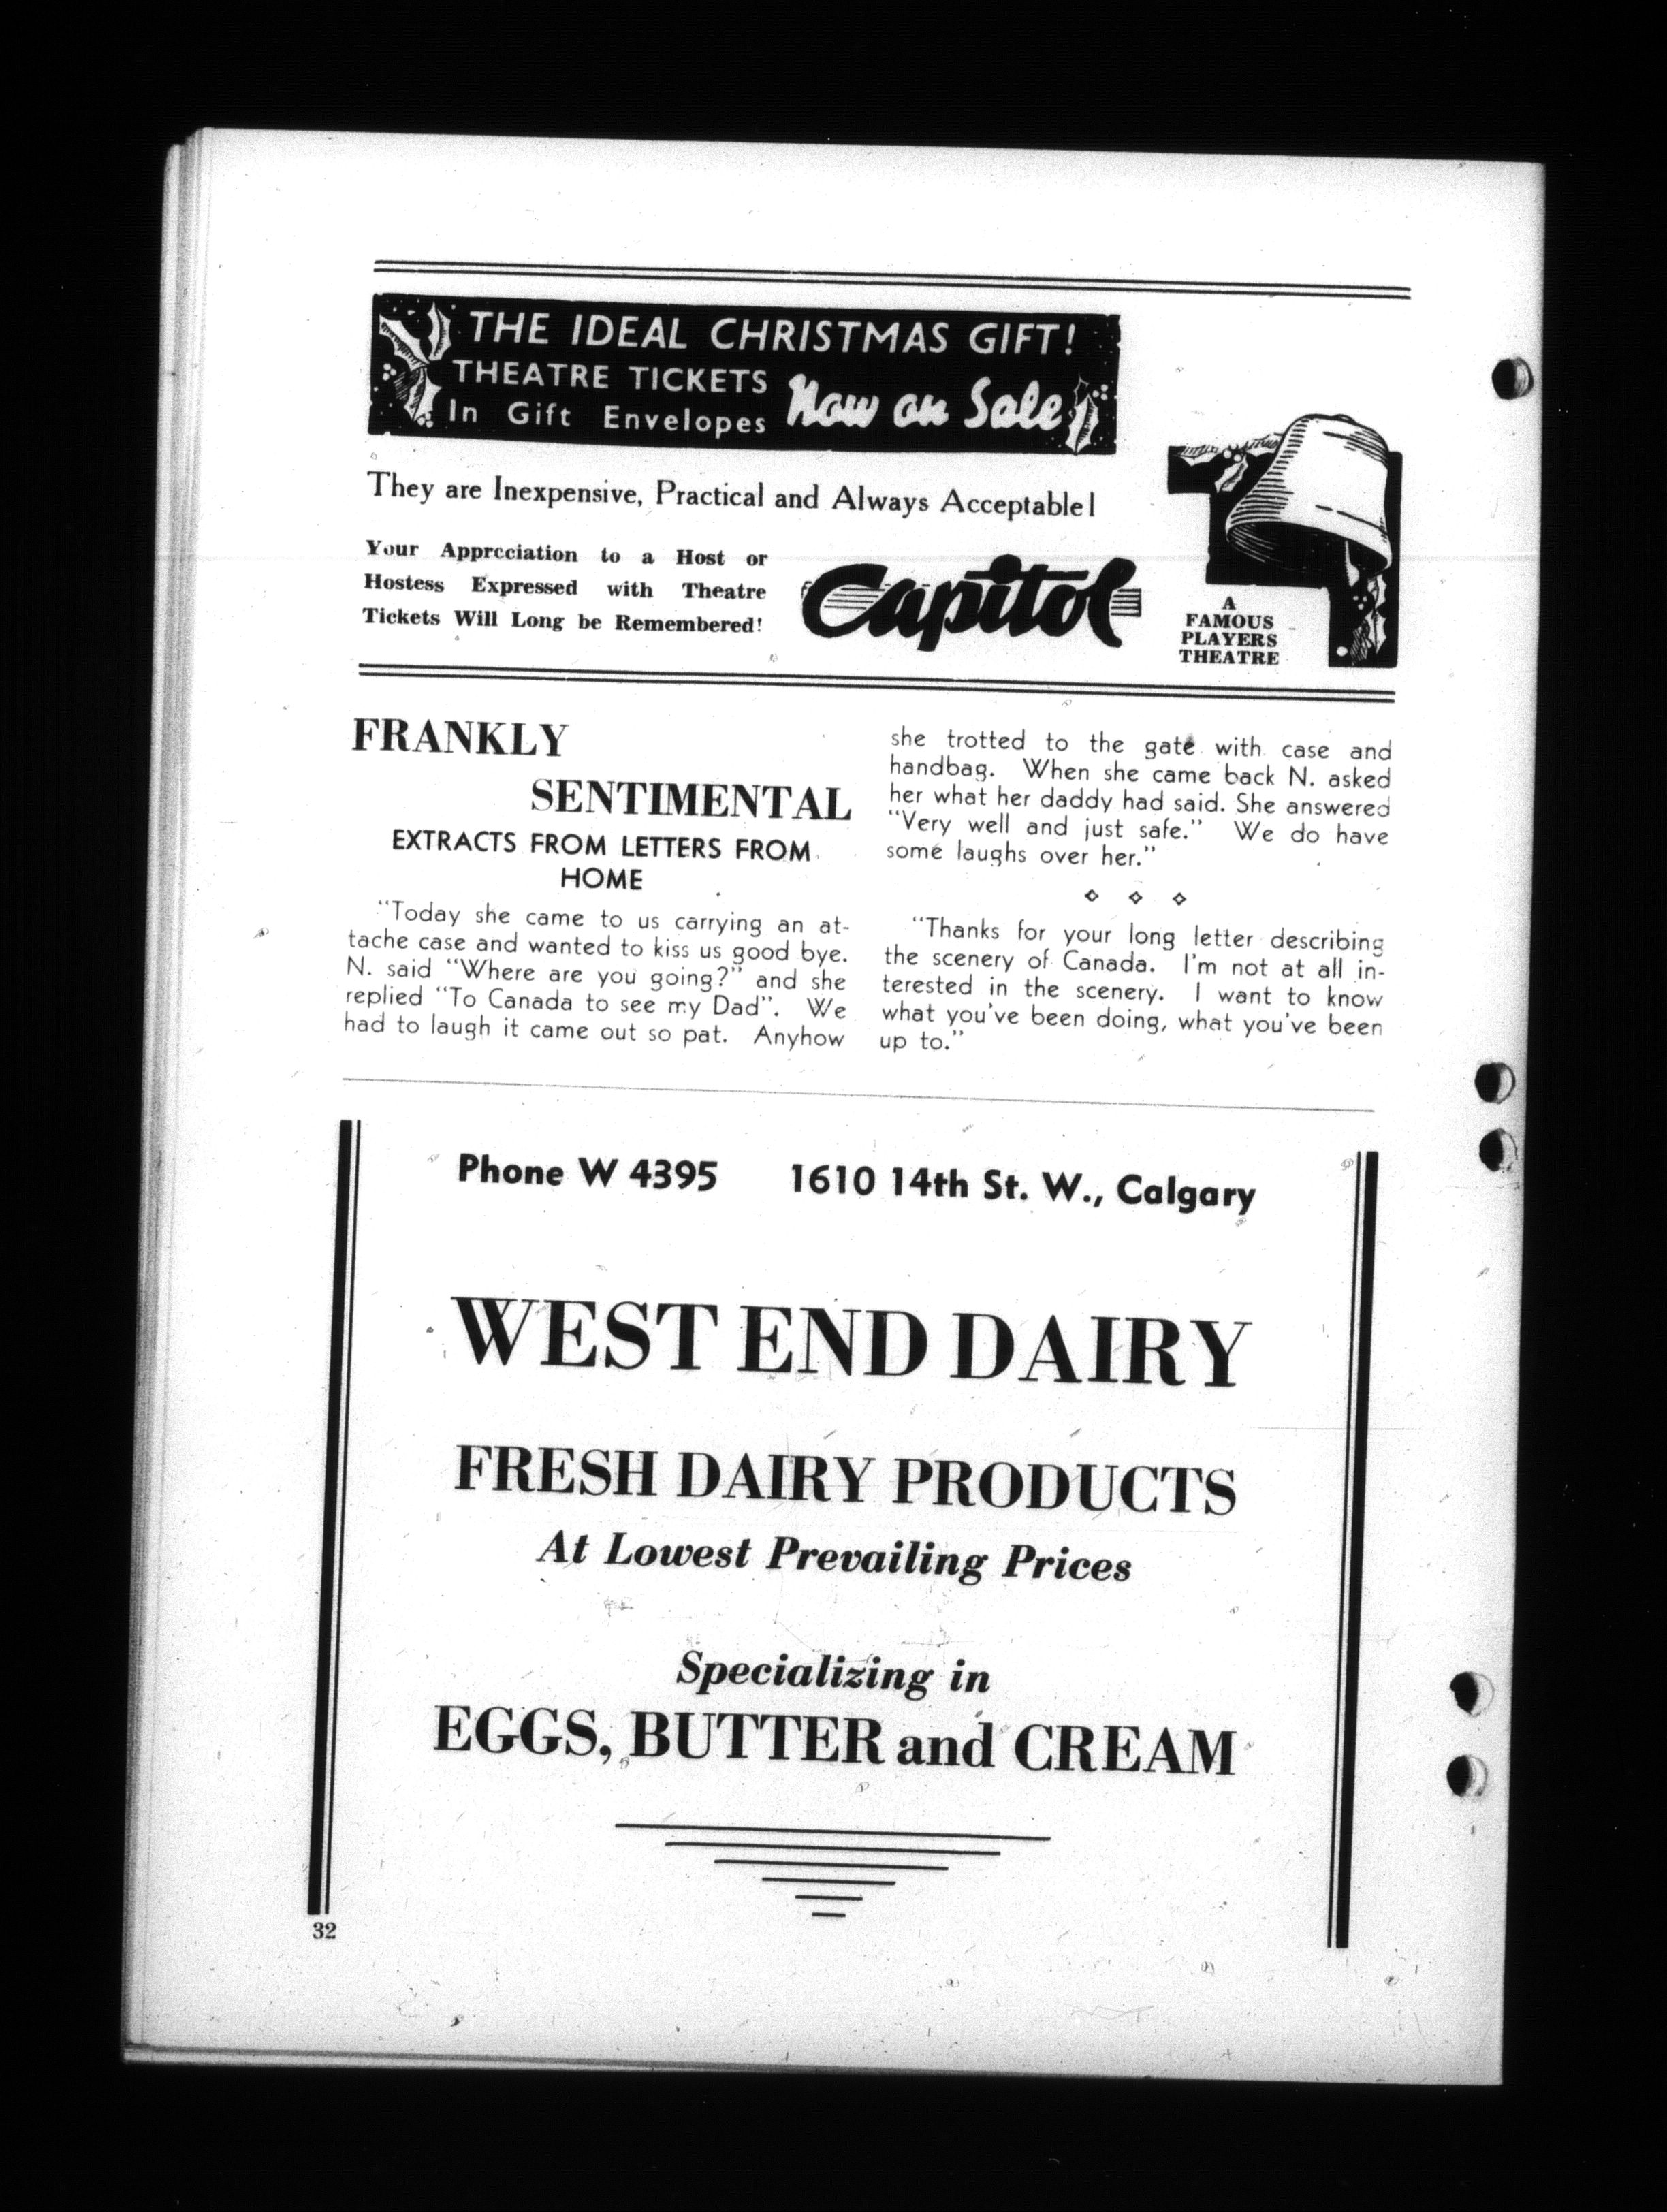 THE IDEAL CHRISTMAS GIFT!
THEATRE TICKETS
In Gift Envelopes
Now on Sale
They are Inexpensive, Practical and Always Acceptable!
Your Appreciation to a Host or
Hostess Expressed with Theatre
Tickets Will Long be Remembered!
Capitol
A
FAMOUS
PLAYERS
THEATRE
FRANKLY
SENTIMENTAL
EXTRACTS FROM LETTERS FROM
HOME
"Today she came to us carrying an at-
tache case and wanted to kiss us good bye.
N. said "Where are you going?" and she
replied "To Canada to see my Dad". We
had to laugh it came out so pat. Anyhow
she trotted to the gate with case and
handbag. When she came back N. asked
her what her daddy had said. She answered
"Very well and just safe." We do have
some laughs over her."
"Thanks for your long letter describing
the scenery of Canada. I'm not at all in-
terested in the scenery. I want to know
what you've been doing, what you've been
up to."
Phone W 4395 1610 14th St. W., Calgary
WEST END DAIRY
FRESH DAIRY PRODUCTS
At Lowest Prevailing Prices
Specializing in
EGGS, BUTTER and CREAM
32